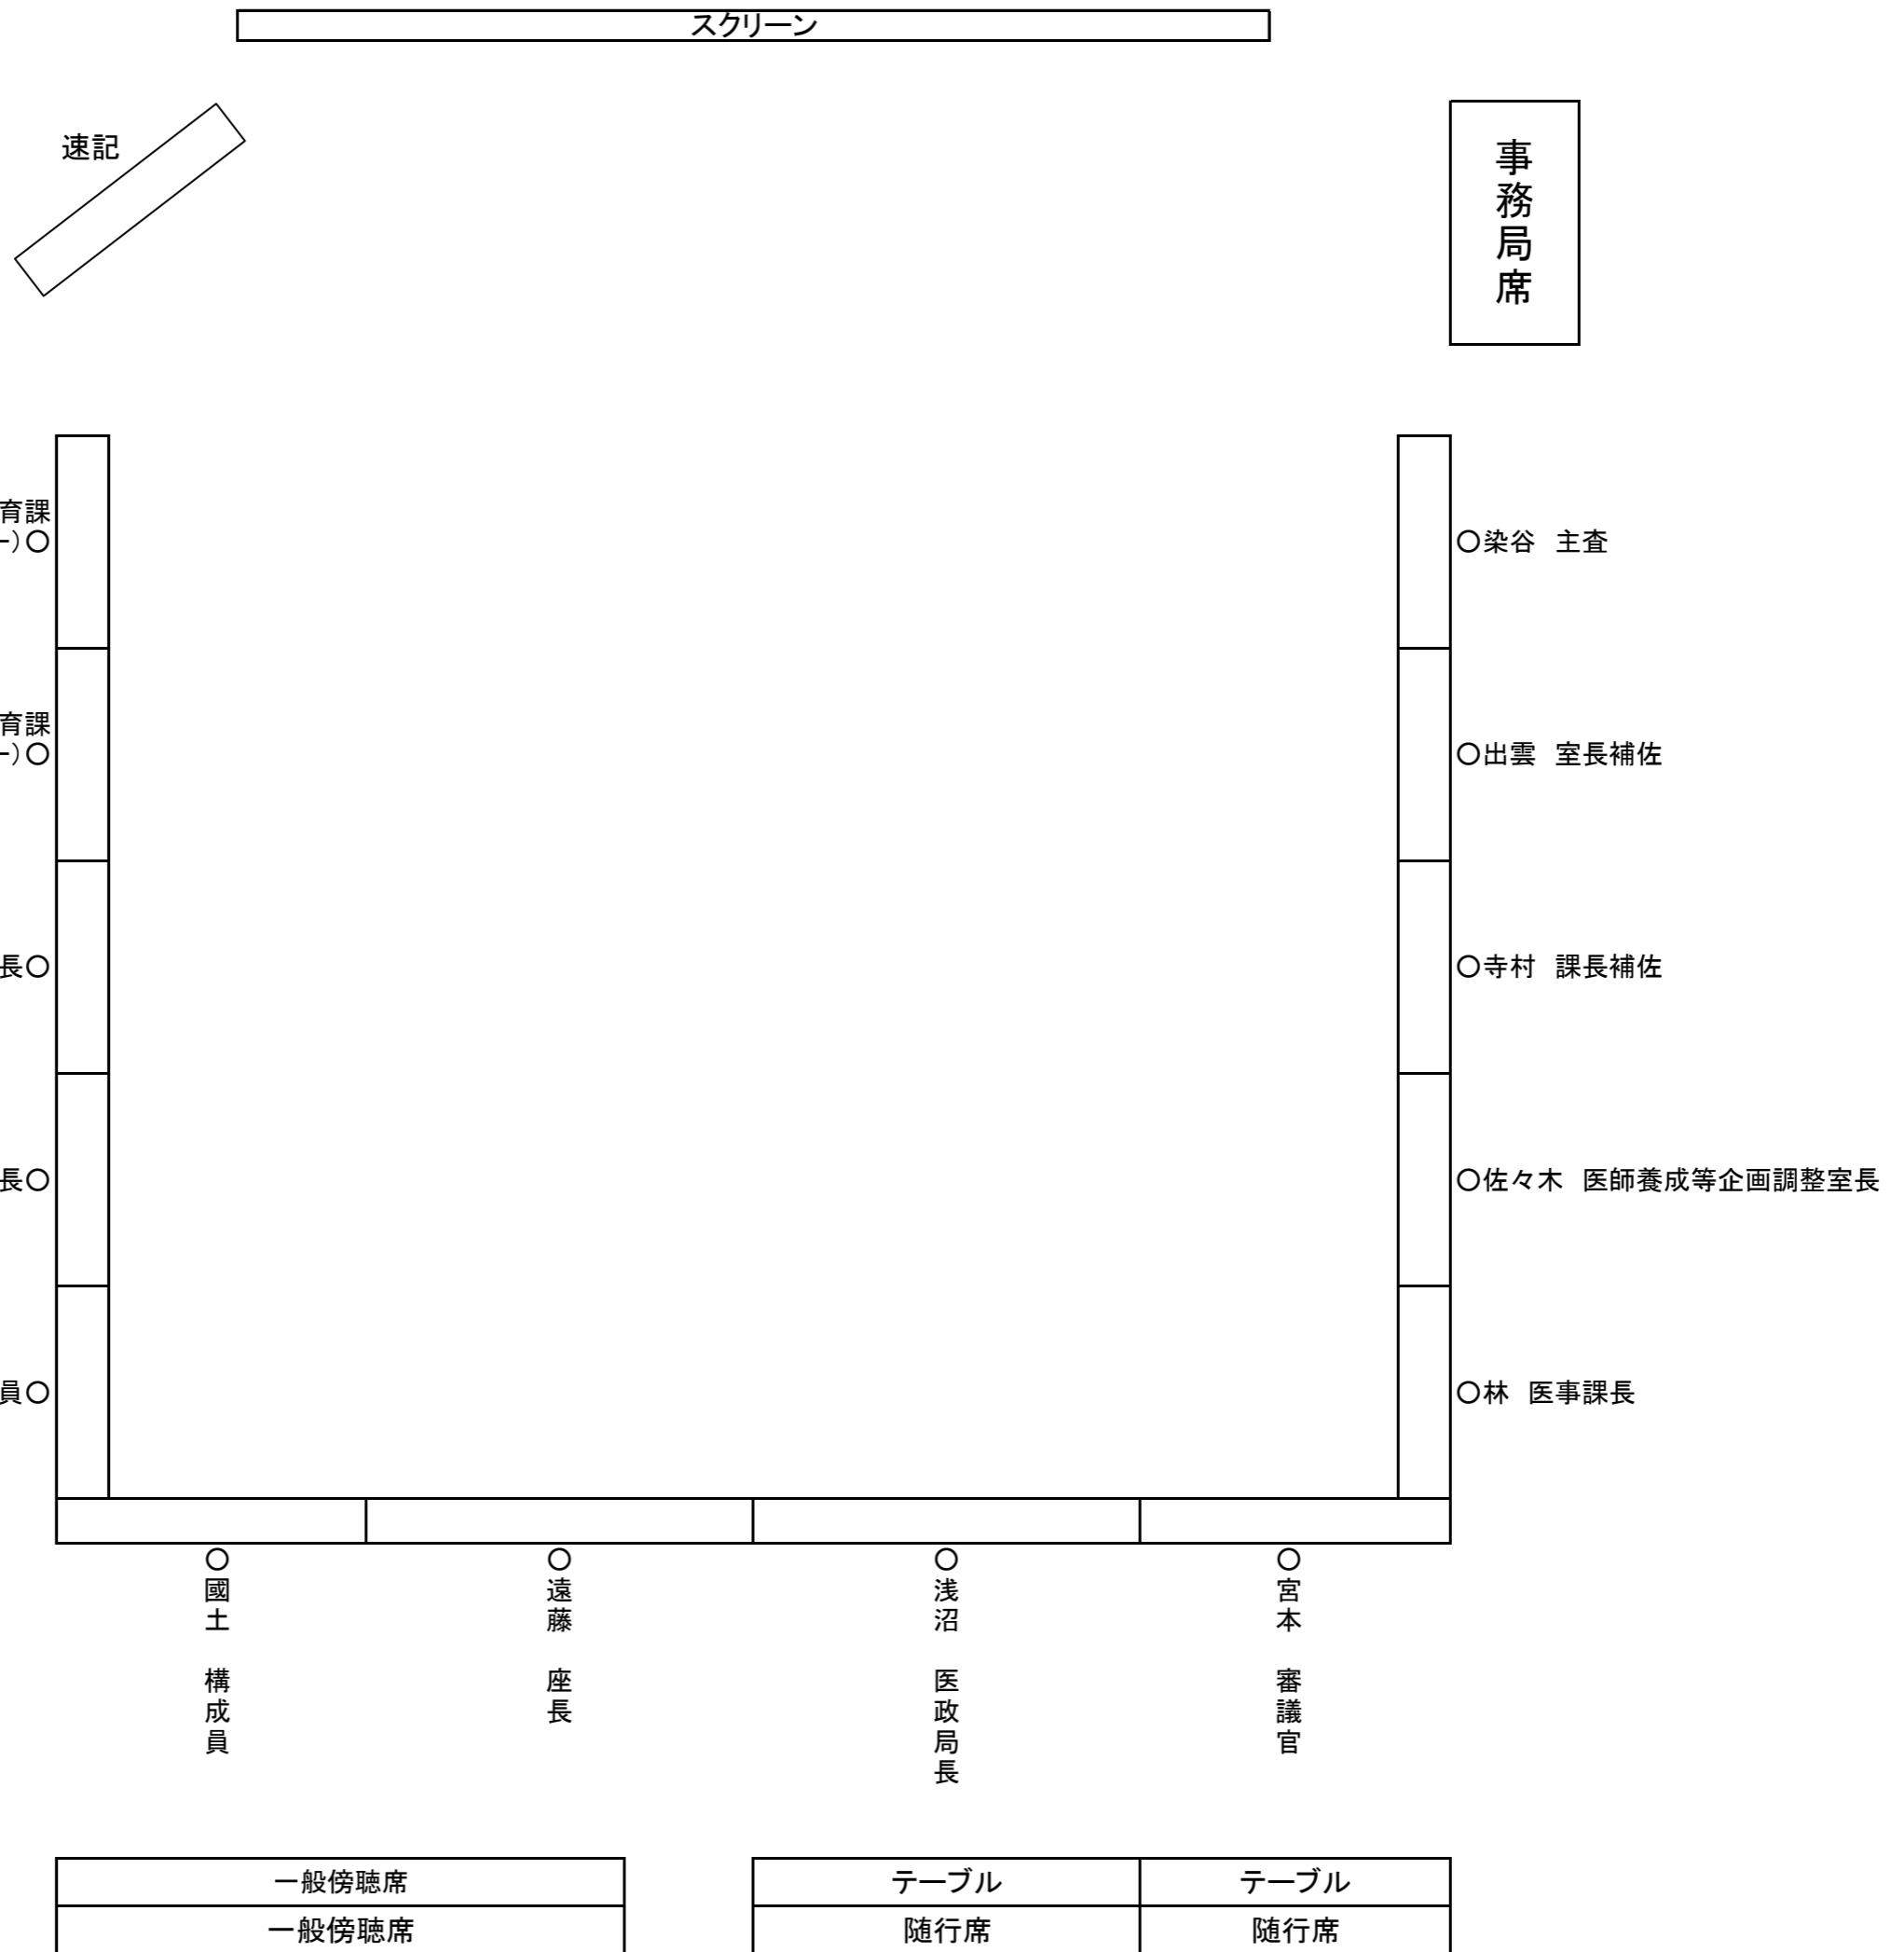 スクリーン
速記
事務局席
育課
-)○
○染谷　主査
育課
-)○
○出雲　室長補佐
長○
○寺村　課長補佐
長○
○佐々木　医師養成等企画調整室長
員○
○林　医事課長
○國土　構成員
○遠藤　座長
○浅沼　医政局長
○宮本　審議官
一般傍聴席
テーブル
テーブル
一般傍聴席
随行席
随行席